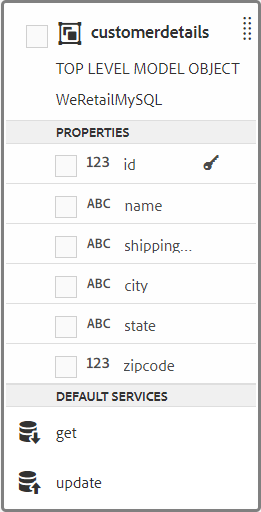 customerdetails
TOP LEVEL MODEL OBJECT
WeRetailMySQL
PROPERTIES
123 id
ABC name
ABC shipping...
ABC city
ABC state
123 zipcode
DEFAULT SERVICES
get
update